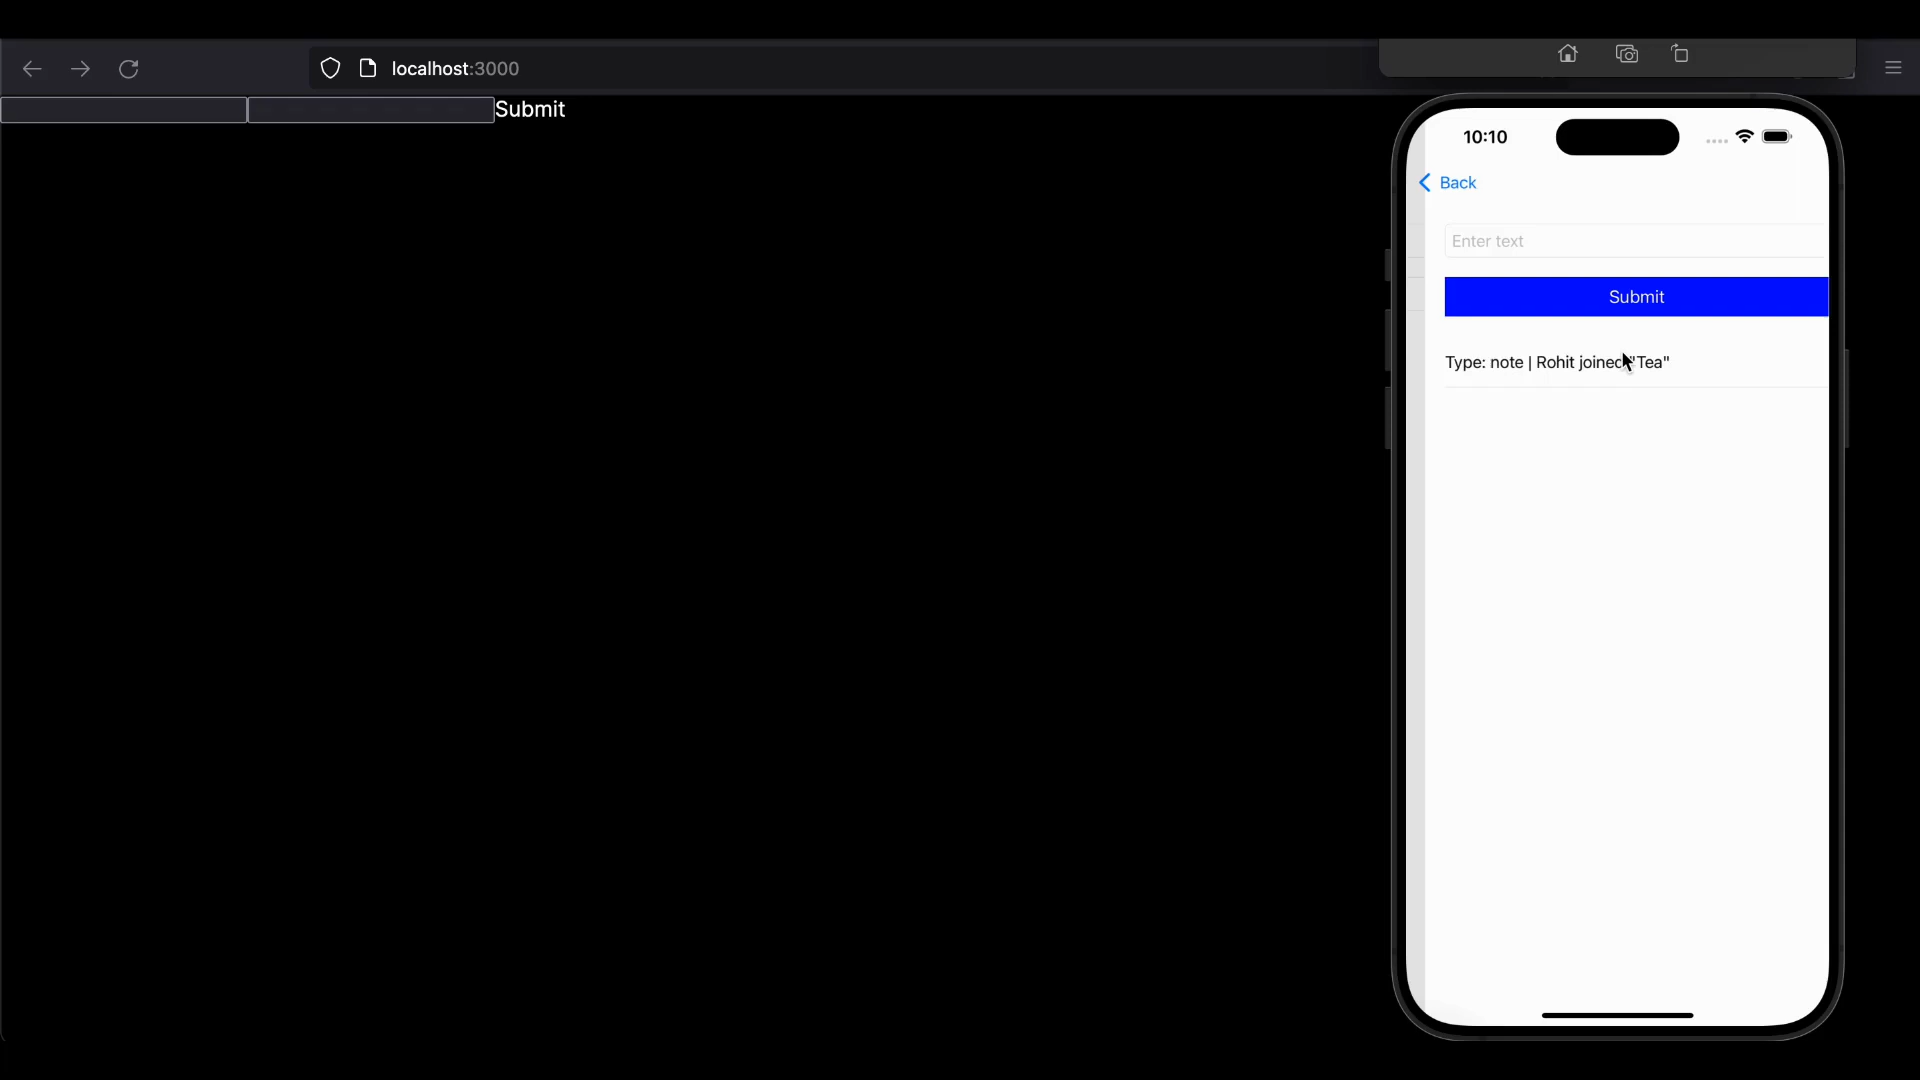 localhost:3000
Submit
10:10
Back
Enter text
Submit
Type: note | Rohit joined "Tea"